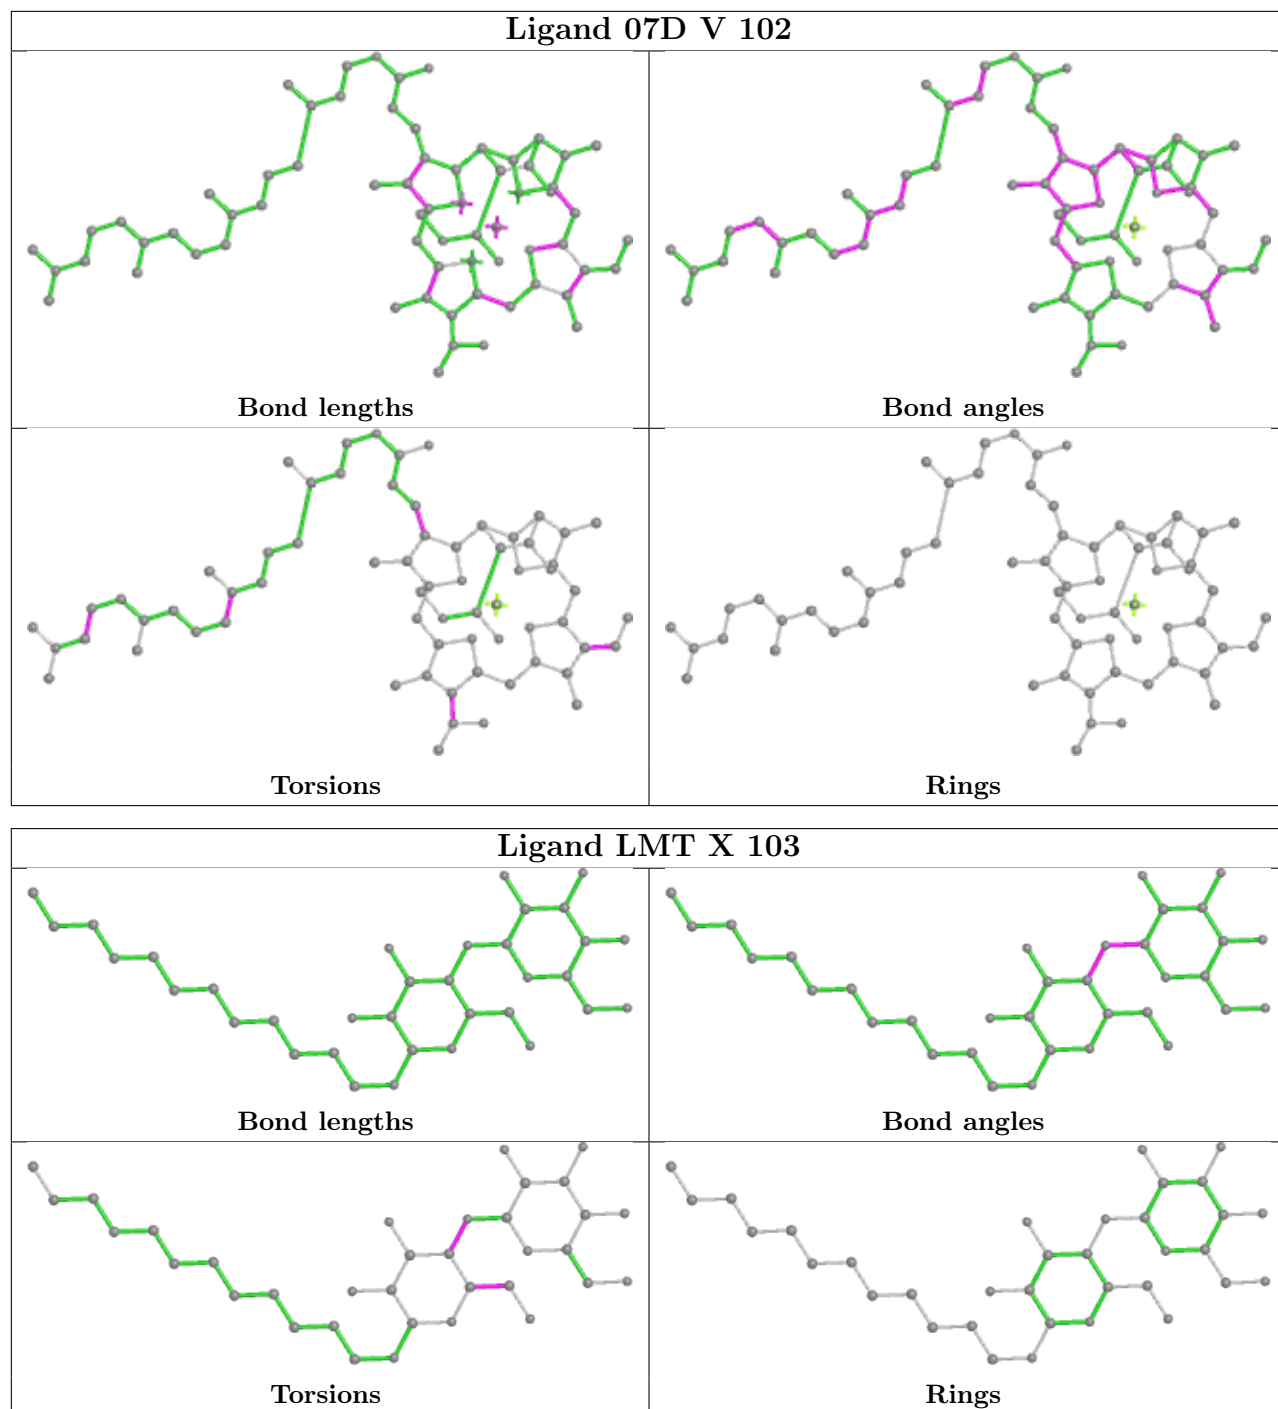 Ligand 07D V 102
Bond lengths
Bond angles
Torsions
Rings
Ligand LMT X 103
Bond lengths
Bond angles
Torsions
Rings